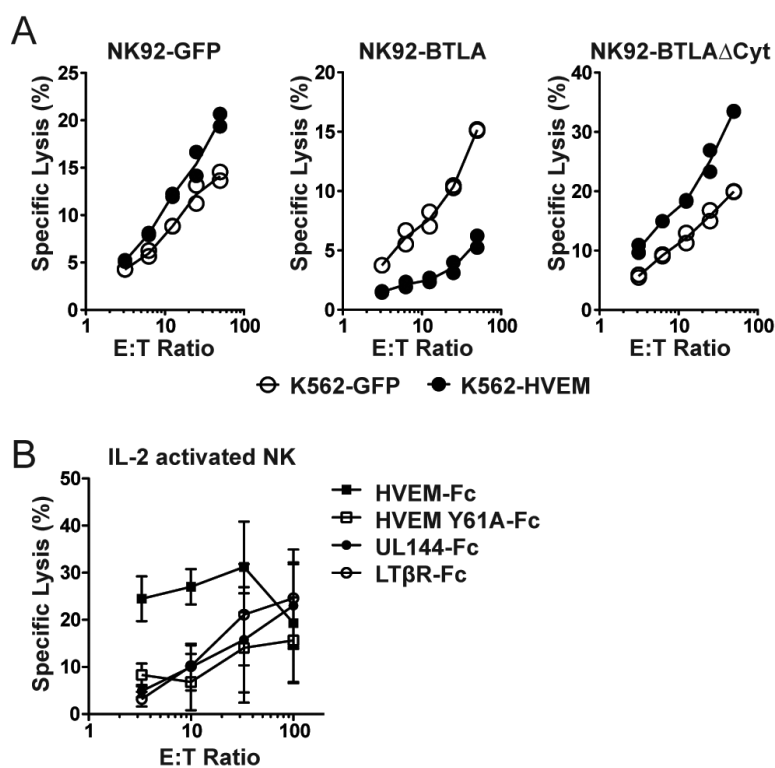 A
NK92-GFP
NK92-BTLA
NK92-BTLAΔCyt
Specific Lysis (%)
25
20
15
10
5
0
1
10
100
E:T Ratio
Specific Lysis (%)
20
15
10
5
0
1
10
100
E:T Ratio
Specific Lysis (%)
40
30
20
10
0
1
10
100
E:T Ratio
K562-GFP
K562-HVEM
B
IL-2 activated NK
Specific Lysis (%)
50
40
30
20
10
0
10
100
E:T Ratio
HVEM-Fc
HVEM Y61A-Fc
UL144-Fc
LTβR-Fc